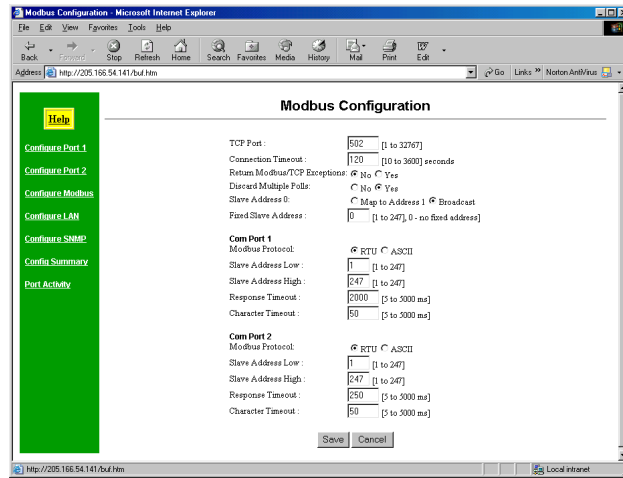 Modbus Configuration - Microsoft Internet Explorer
File Edit View Favorites Tools Help
Back Forward Stop Refresh Home Search Favorites Media History Mail Print Edit
Address http://205.166.54.141/buf.htm Go Links » Norton AntiVirus
Help
Configure Port 1
Configure Port 2
Configure Modbus
Configure LAN
Configure SNMP
Config Summary
Port Activity
Modbus Configuration
TCP Port : 502 [1 to 32767]
Connection Timeout : 120 [10 to 3600] seconds
Return Modbus/TCP Exceptions: No Yes
Discard Multiple Polls: No Yes
Slave Address 0: Map to Address 1 Broadcast
Fixed Slave Address : 0 [1 to 247], 0 - no fixed address]
Com Port 1
Modbus Protocol: RTU ASCII
Slave Address Low : 1 [1 to 247]
Slave Address High : 247 [1 to 247]
Response Timeout : 2000 [5 to 5000 ms]
Character Timeout : 50 [5 to 5000 ms]
Com Port 2
Modbus Protocol: RTU ASCII
Slave Address Low : 1 [1 to 247]
Slave Address High : 247 [1 to 247]
Response Timeout : 250 [5 to 5000 ms]
Character Timeout : 50 [5 to 5000 ms]
Save Cancel
http://205.166.54.141/buf.htm Local intranet